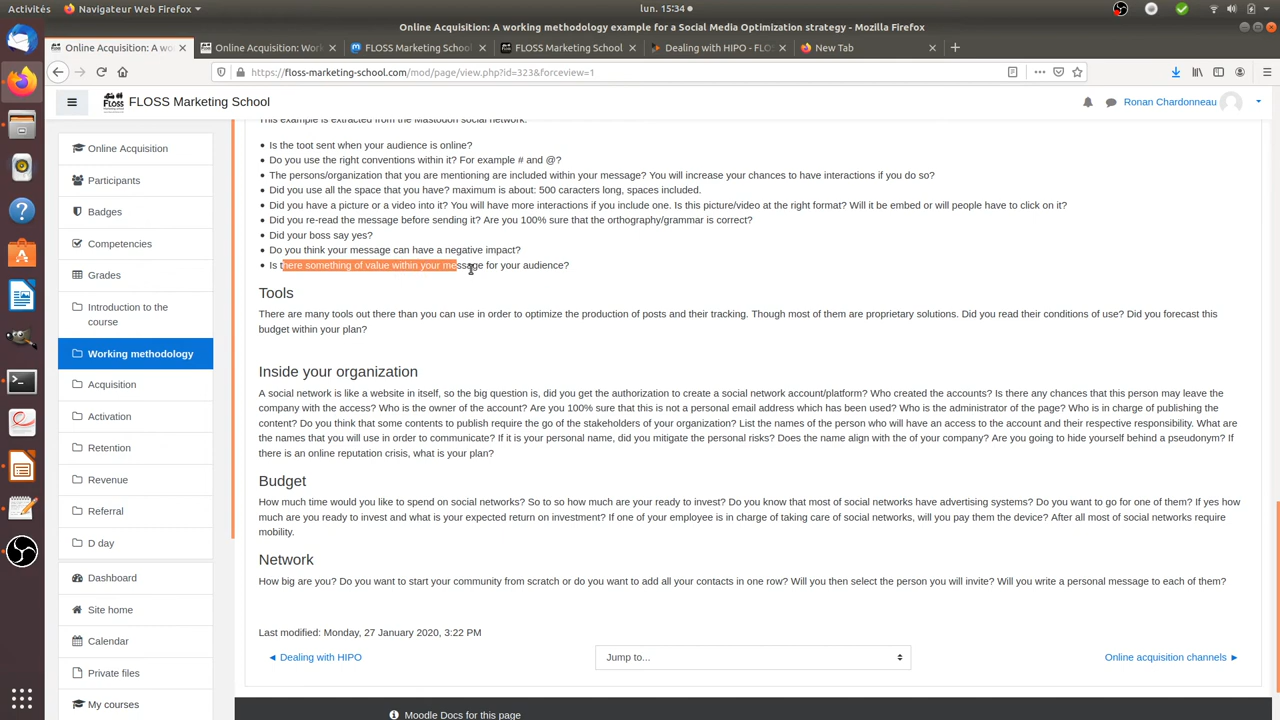 Activités
Navigateur Web Firefox
lun. 15:34
Online Acquisition: A working methodology example for a Social Media Optimization strategy - Mozilla Firefox
Online Acquisition: A wo
Online Acquisition: Work
FLOSS Marketing School
FLOSS Marketing School
Dealing with HIPO - FLOS
New Tab
https://floss-marketing-school.com/mod/page/view.php?id=323&forceview=1
Floss
FLOSS Marketing School
Ronan Chardonneau
Online Acquisition
Participants
Badges
Competencies
Grades
Introduction to the
course
Working methodology
Acquisition
Activation
Retention
Revenue
Referral
D day
Dashboard
Site home
Calendar
Private files
My courses
This example is extracted from the Mastodon social network.
Is the toot sent when your audience is online?
Do you use the right conventions within it? For example # and @?
The persons/organization that you are mentioning are included within your message? You will increase your chances to have interactions if you do so?
Did you use all the space that you have? maximum is about: 500 caracters long, spaces included.
Did you have a picture or a video into it? You will have more interactions if you include one. Is this picture/video at the right format? Will it be embed or will people have to click on it?
Did you re-read the message before sending it? Are you 100% sure that the orthography/grammar is correct?
Did your boss say yes?
Do you think your message can have a negative impact?
Is there something of value within your message for your audience?
Tools
There are many tools out there than you can use in order to optimize the production of posts and their tracking. Though most of them are proprietary solutions. Did you read their conditions of use? Did you forecast this
budget within your plan?
Inside your organization
A social network is like a website in itself, so the big question is, did you get the authorization to create a social network account/platform? Who created the accounts? Is there any chances that this person may leave the
company with the access? Who is the owner of the account? Are you 100% sure that this is not a personal email address which has been used? Who is the administrator of the page? Who is in charge of publishing the
content? Do you think that some contents to publish require the go of the stakeholders of your organization? List the names of the person who will have an access to the account and their respective responsibility. What are
the names that you will use in order to communicate? If it is your personal name, did you mitigate the personal risks? Does the name align with the of your company? Are you going to hide yourself behind a pseudonym? If
there is an online reputation crisis, what is your plan?
Budget
How much time would you like to spend on social networks? So to so how much are your ready to invest? Do you know that most of social networks have advertising systems? Do you want to go for one of them? If yes how
much are you ready to invest and what is your expected return on investment? If one of your employee is in charge of taking care of social networks, will you pay them the device? After all most of social networks require
mobility.
Network
How big are you? Do you want to start your community from scratch or do you want to add all your contacts in one row? Will you then select the person you will invite? Will you write a personal message to each of them?
Last modified: Monday, 27 January 2020, 3:22 PM
◄ Dealing with HIPO
Jump to...
Online acquisition channels ►
Moodle Docs for this page